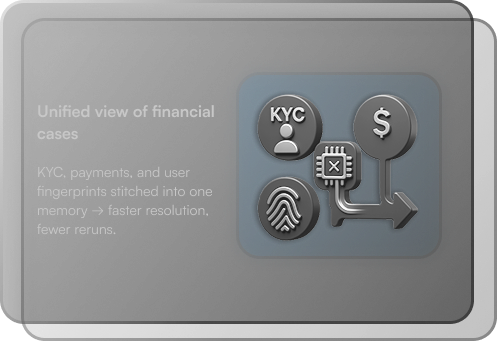 Unified view of financial
cases
KYC, payments, and user
fingerprints stitched into one
memory → faster resolution,
fewer reruns.
KYC
$